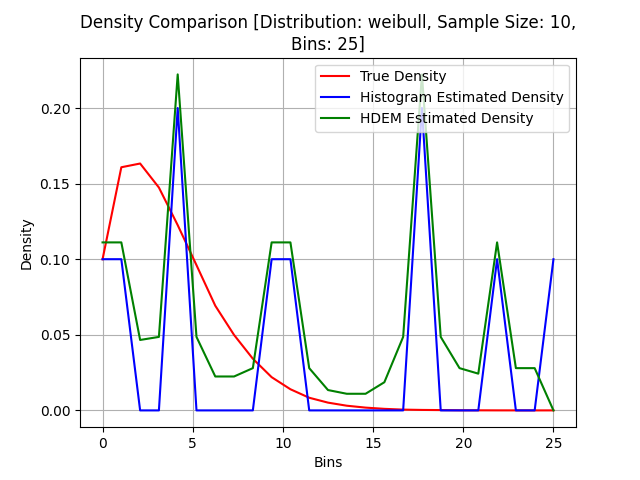 Density Comparison [Distribution: weibull, Sample Size: 10,
Bins: 25]
True Density
Histogram Estimated Density
HDEM Estimated Density
Density
0.20
0.15
0.10
0.05
0.00
0 5 10 15 20 25
Bins